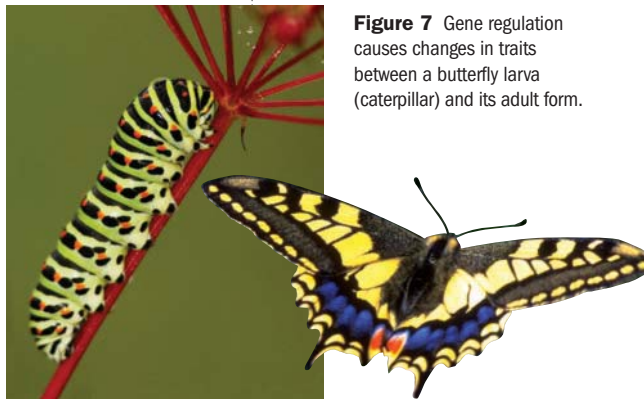 Figure 7 Gene regulation
causes changes in traits
between a butterfly larva
(caterpillar) and its adult form.